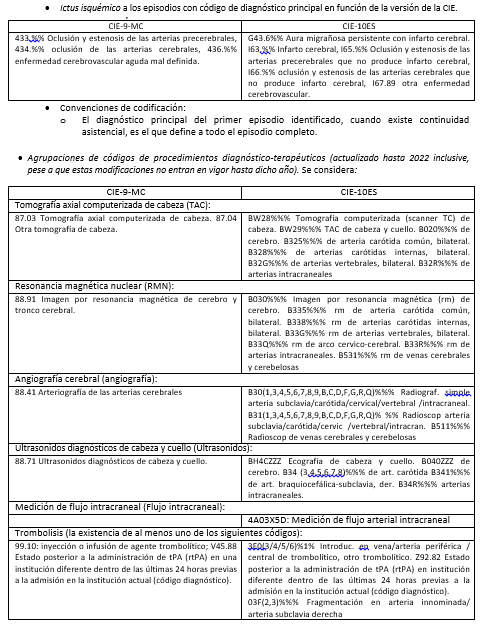 • Ictus isquémico a los episodios con código de diagnóstico principal en función de la versión de la CIE.
CIE-9-MC
CIE-10ES
433.%% Oclusión y estenosis de las arterias precerebrales,
434.%% oclusión de las arterias cerebrales, 436.%%
enfermedad cerebrovascular aguda mal definida.
G43.6%% Aura migrañosa persistente con infarto cerebral.
I63.%% Infarto cerebral, I65.%% Oclusión y estenosis de las
arterias precerebrales que no produce infarto cerebral,
I66.%% oclusión y estenosis de las arterias cerebrales que
no produce infarto cerebral, I67.89 otra enfermedad
cerebrovascular.
• Convenciones de codificación:
o El diagnóstico principal del primer episodio identificado, cuando existe continuidad
asistencial, es el que define a todo el episodio completo.
• Agrupaciones de códigos de procedimientos diagnóstico-terapéuticos (actualizado hasta 2022 inclusive,
pese a que estas modificaciones no entran en vigor hasta dicho año). Se considera:
CIE-9-MC
CIE-10ES
Tomografía axial computerizada de cabeza (TAC):
87.03 Tomografía axial computerizada de cabeza. 87.04
Otra tomografía de cabeza.
BW28%%% Tomografía computerizada (scanner TC) de
cabeza. BW29%%% TAC de cabeza y cuello. B020%%% de
cerebro. B325%%% de arteria carótida común, bilateral.
B328%%% de arterias carótidas internas, bilateral.
B32G%%% de arterias vertebrales, bilateral. B32R%%% de
arterias intracraneales
Resonancia magnética nuclear (RMN):
88.91 Imagen por resonancia magnética de cerebro y
tronco cerebral.
B030%%% Imagen por resonancia magnética (rm) de
cerebro. B335%%% rm de arteria carótida común,
bilateral. B338%%% rm de arterias carótidas internas,
bilateral. B33G%%% rm de arterias vertebrales, bilateral.
B33Q%%% rm de arco cervico-cerebral. B33R%%% rm de
arterias intracraneales. B531%%% rm de venas cerebrales
y cerebelosas
Angiografía cerebral (angiografía):
88.41 Arteriografía de las arterias cerebrales
B30(1,3,4,5,6,7,8,9,B,C,D,F,G,R,Q)%%% Radiograf. simple
arteria subclavia/carótida/cervical/vertebral /intracraneal.
B31(1,3,4,5,6,7,8,9,B,C,D,F,G,R,Q)% %% Radioscop arteria
subclavia/carótida/cervic /vertebral/intracran. B511%%%
Radioscop de venas cerebrales y cerebelosas
Ultrasonidos diagnósticos de cabeza y cuello (Ultrasonidos):
88.71 Ultrasonidos diagnósticos de cabeza y cuello.
BH4CZZZ Ecografía de cabeza y cuello. B040ZZZ de
cerebro. B34 (3,4,5,6,7,8)%%% de art. carótida B341%%%
de art. braquiocefálica-subclavia, der. B34R%%% arterias
intracraneales.
Medición de flujo intracraneal (Flujo intracraneal):
4A03X5D: Medición de flujo arterial intracraneal
Trombolisis (la existencia de al menos uno de los siguientes códigos):
99.10: inyección o infusión de agente trombolítico; V45.88
Estado posterior a la administración de tPA (rtPA) en una
institución diferente dentro de las últimas 24 horas previas
a la admisión en la institución actual (código diagnóstico).
3E0(3/4/5/6)%1% Introduc. en vena/arteria periférica /
central de trombolítico, otro trombolítico. Z92.82 Estado
posterior a la administración de tPA (rtPA) en institución
diferente dentro de las últimas 24 horas previas a la
admisión en la institución actual (código diagnóstico).
03F(2,3)%%% Fragmentación en arteria innominada/
arteria subclavia derecha